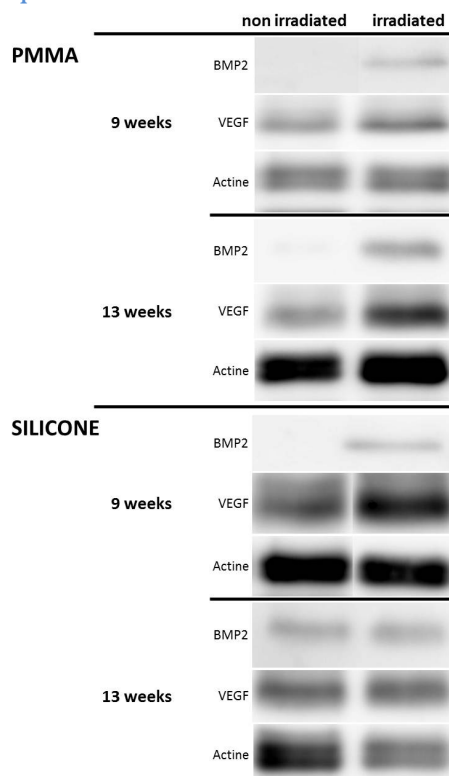 non irradiated irradiated
PMMA
BMP2
9 weeks VEGF
Actine
BMP2
13 weeks VEGF
Actine
SILICONE
BMP2
9 weeks VEGF
Actine
BMP2
13 weeks VEGF
Actine